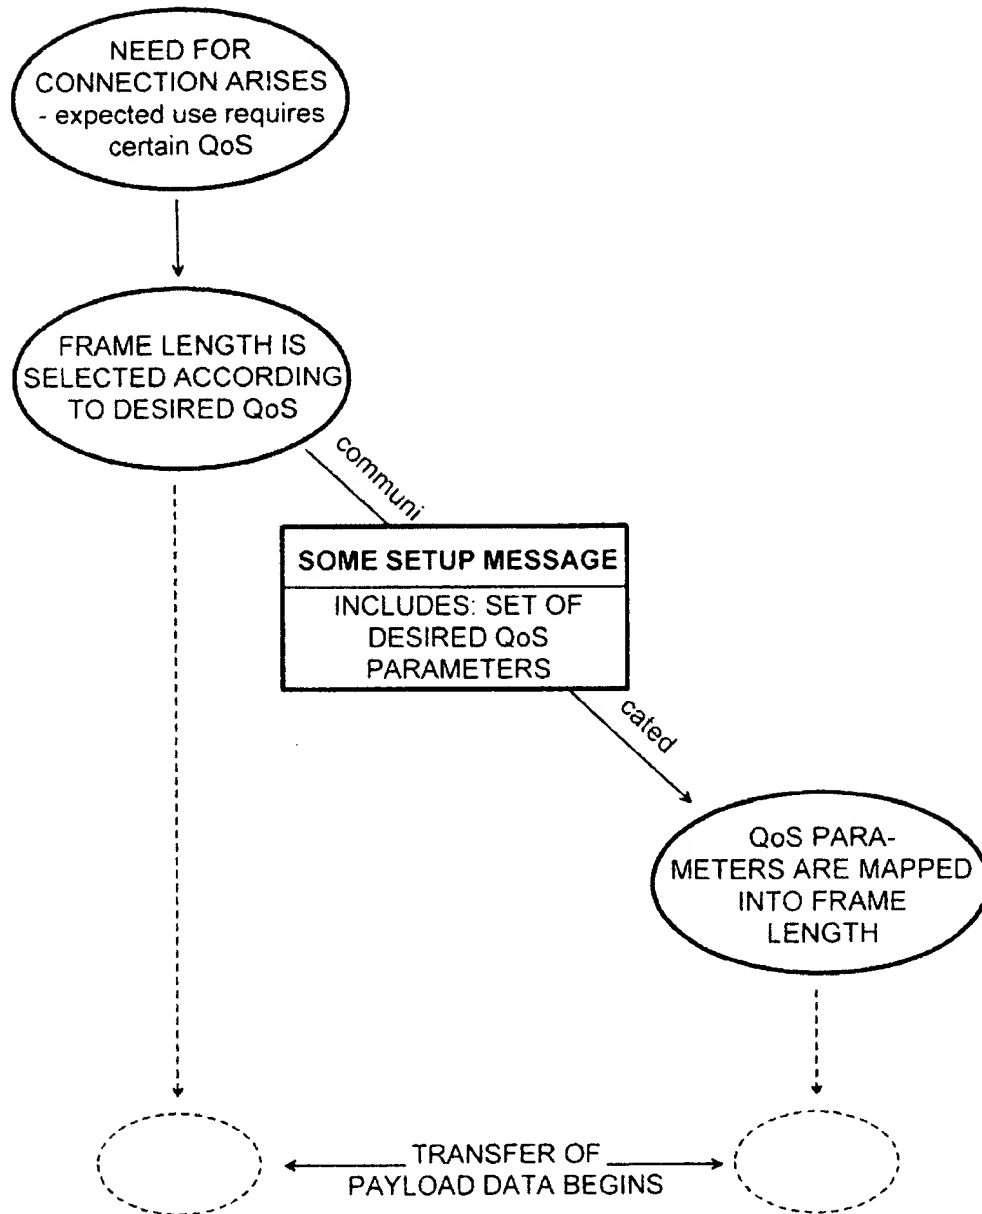 NEED FOR
CONNECTION ARISES
- expected use requires
certain QoS
FRAME LENGTH IS
SELECTED ACCORDING
TO DESIRED QoS
communi
SOME SETUP MESSAGE
INCLUDES: SET OF
DESIRED QoS
PARAMETERS
cated
QoS PARA-
METERS ARE MAPPED
INTO FRAME
LENGTH
TRANSFER OF
PAYLOAD DATA BEGINS